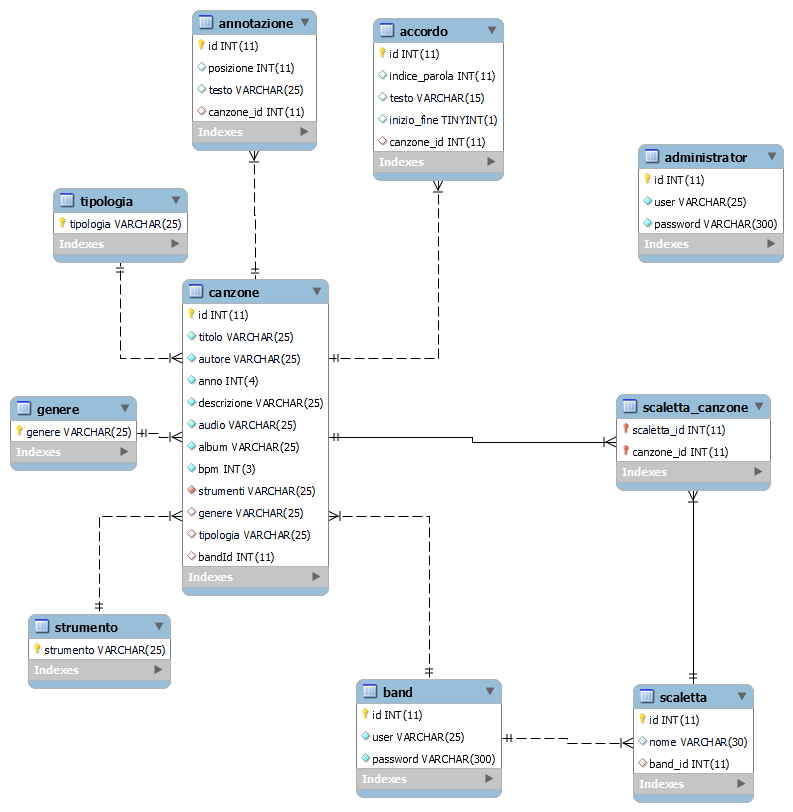 annotazione
id INT(11)
posizione INT(11)
testo VARCHAR(25)
canzone_id INT(11)
Indexes
accordo
id INT(11)
indice_parola INT(11)
testo VARCHAR(15)
inizio_fine TINYINT(1)
canzone_id INT(11)
Indexes
administrator
id INT(11)
user VARCHAR(25)
password VARCHAR(300)
Indexes
tipologia
tipologia VARCHAR(25)
Indexes
canzone
id INT(11)
titolo VARCHAR(25)
autore VARCHAR(25)
anno INT(4)
descrizione VARCHAR(25)
audio VARCHAR(25)
album VARCHAR(25)
bpm INT(3)
strumenti VARCHAR(25)
genere VARCHAR(25)
tipologia VARCHAR(25)
bandId INT(11)
Indexes
genere
genere VARCHAR(25)
Indexes
scaletta_canzone
scaletta_id INT(11)
canzone_id INT(11)
Indexes
strumento
strumento VARCHAR(25)
Indexes
band
id INT(11)
user VARCHAR(25)
password VARCHAR(300)
Indexes
scaletta
id INT(11)
nome VARCHAR(30)
band_id INT(11)
Indexes